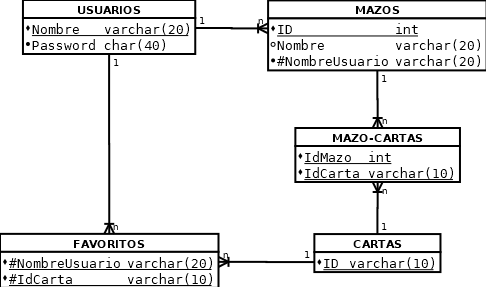 USUARIOS
Nombre varchar(20)
Password char(40)
1
n
MAZOS
ID int
Nombre varchar(20)
#NombreUsuario varchar(20)
1
1
n
MAZO-CARTAS
IdMazo int
IdCarta varchar(10)
n
n
1
FAVORITOS
#NombreUsuario varchar(20)
#IdCarta varchar(10)
n
1
CARTAS
ID varchar(10)